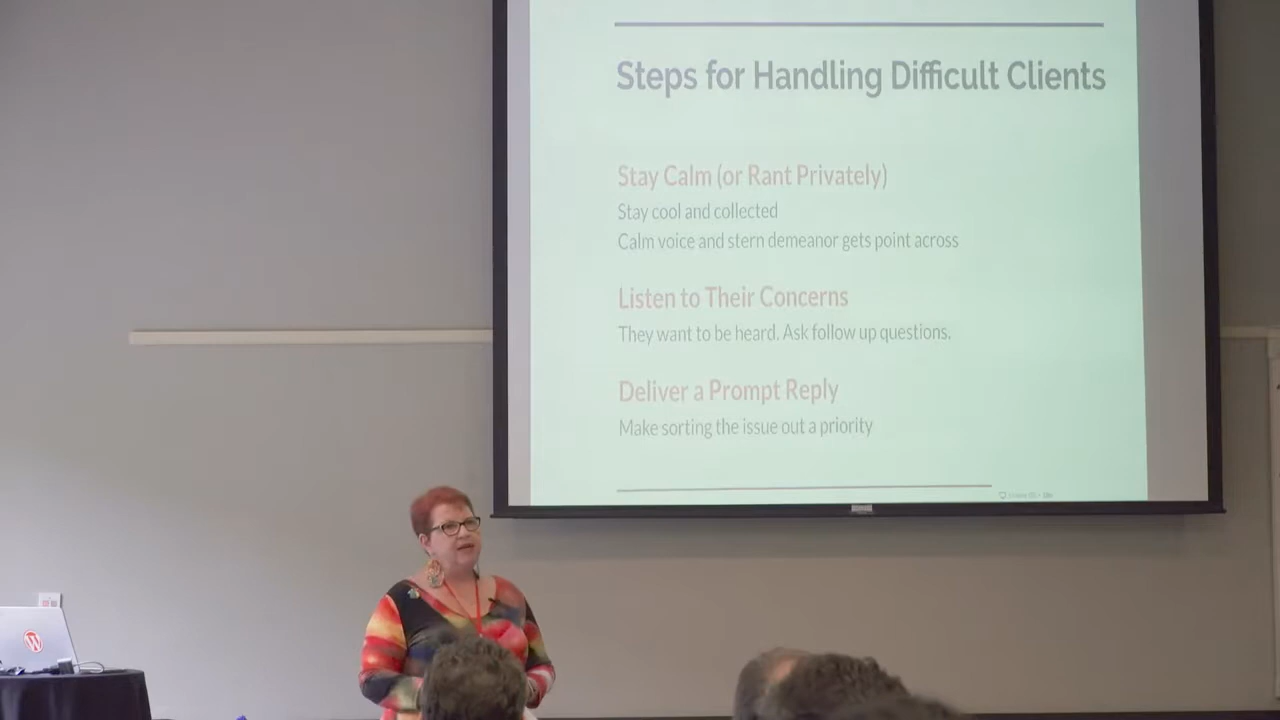 Steps for Handling Difficult Clients
Stay Calm (or Rant Privately)
Stay cool and collected
Calm voice and stern demeanor gets point across
Listen to Their Concerns
They want to be heard. Ask follow up questions.
Deliver a Prompt Reply
Make sorting the issue out a priority